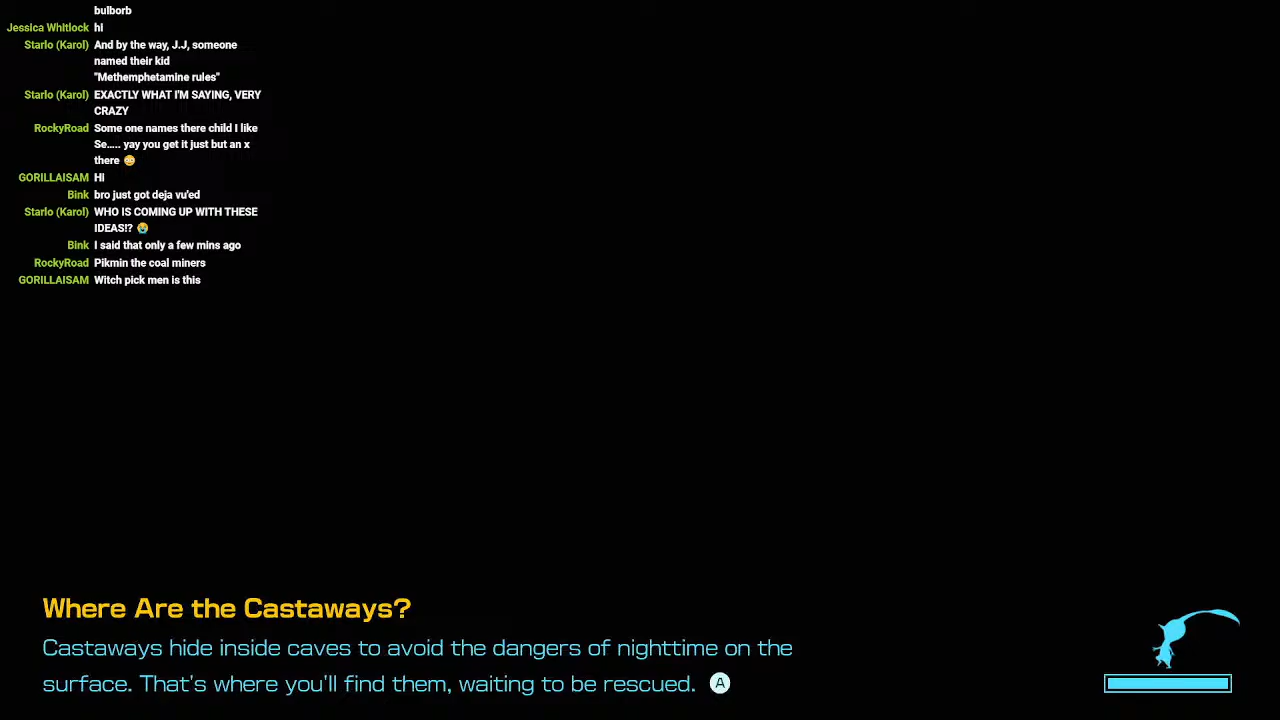 bulborb
Jessica Whitlock hi
Starlo (Karol) And by the way, J.J, someone
named their kid
"Methemphetamine rules"
Starlo (Karol) EXACTLY WHAT I'M SAYING, VERY
CRAZY
RockyRoad Some one names there child I like
Se..... yay you get it just but an x
there 😳
GORILLAISAM Hi
Bink bro just got deja vu'ed
Starlo (Karol) WHO IS COMING UP WITH THESE
IDEAS!? 😭
Bink I said that only a few mins ago
RockyRoad Pikmin the coal miners
GORILLAISAM Witch pick men is this
Where Are the Castaways?
Castaways hide inside caves to avoid the dangers of nighttime on the
surface. That's where you'll find them, waiting to be rescued. A